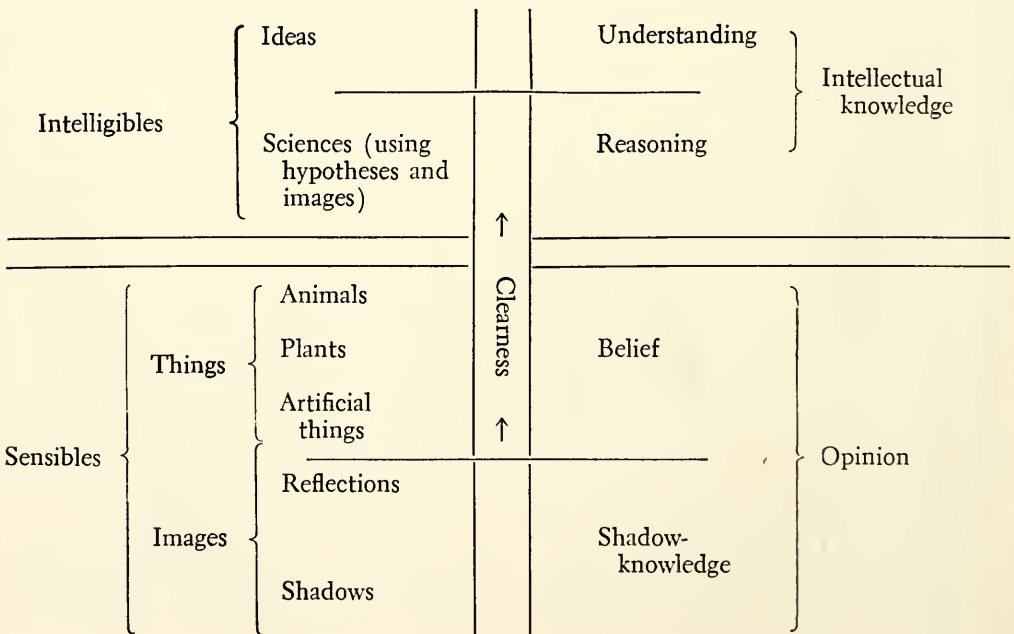 Ideas
Understanding
Intellectual
knowledge
Intelligibles
Sciences (using
hypotheses and
images)
Reasoning
↑
Clearness
↑
Animals
Plants
Things
Belief
Artificial
things
Sensibles
Opinion
Reflections
Images
Shadow-
knowledge
Shadows